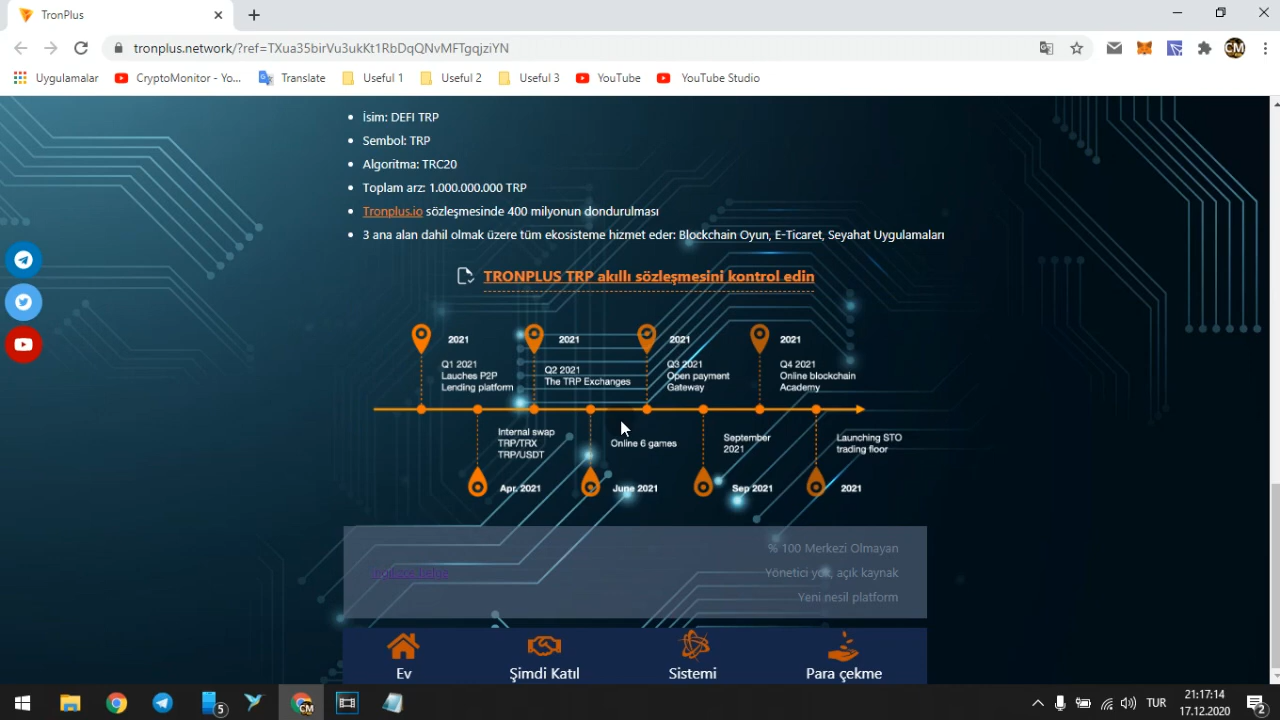 TronPlus
tronplus.network/?ref=TXua35birVu3ukKt1RbDqQNvMFTgqjziYN
CM
Uygulamalar
CryptoMonitor - Yo...
Translate
Useful 1
Useful 2
Useful 3
YouTube
YouTube Studio
İsim: DEFI TRP
Sembol: TRP
Algoritma: TRC20
Toplam arz: 1.000.000.000 TRP
Tronplus.io sözleşmesinde 400 milyonun dondurulması
3 ana alan dahil olmak üzere tüm ekosisteme hizmet eder: Blockchain Oyun, E-Ticaret, Seyahat Uygulamaları
TRONPLUS TRP akıllı sözleşmesini kontrol edin
2021
Q1 2021
Lauches P2P
Lending platform
2021
Q2 2021
The TRP Exchanges
2021
Q3 2021
Open payment
Gateway
2021
Q4 2021
Online blockchain
Academy
Internal swap
TRP/TRX
TRP/USDT
Apr. 2021
Online 6 games
June 2021
September
2021
Sep 2021
Launching STO
trading floor
2021
% 100 Merkezi Olmayan
Yönetici yok, açık kaynak
Yeni nesil platform
Ev
Şimdi Katıl
Sistemi
Para çekme
5
CM
TUR
21:17:14
17.12.2020
2